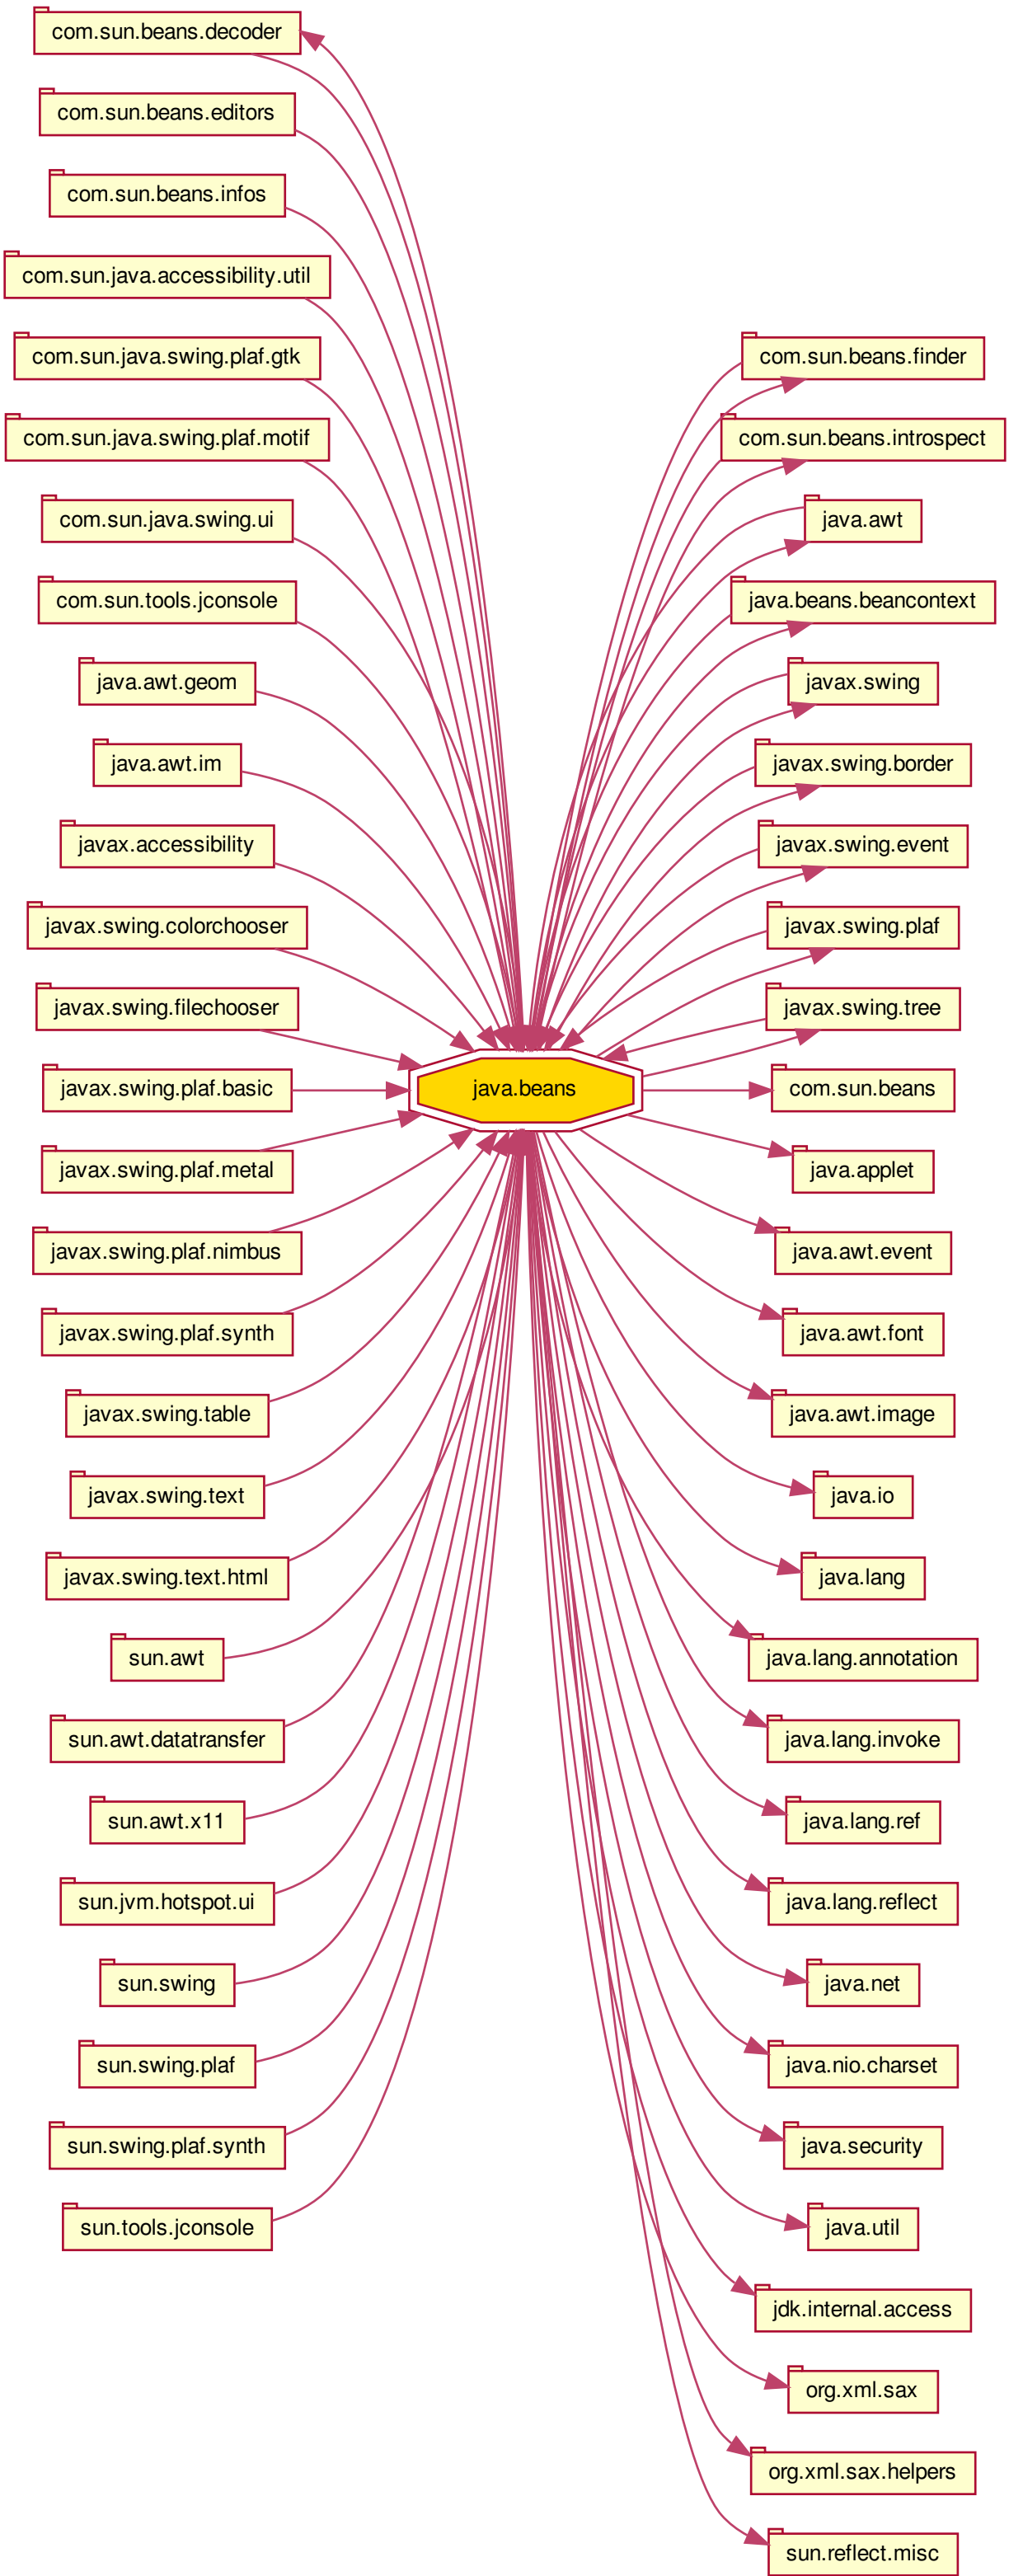 com.sun.beans.decoder
com.sun.beans.editors
com.sun.beans.infos
com.sun.java.accessibility.util
com.sun.java.swing.plaf.gtk
com.sun.java.swing.plaf.motif
com.sun.java.swing.ui
com.sun.tools.jconsole
java.awt.geom
java.awt.im
javax.accessibility
javax.swing.colorchooser
javax.swing.filechooser
javax.swing.plaf.basic
javax.swing.plaf.metal
javax.swing.plaf.nimbus
javax.swing.plaf.synth
javax.swing.table
javax.swing.text
javax.swing.text.html
sun.awt
sun.awt.datatransfer
sun.awt.x11
sun.jvm.hotspot.ui
sun.swing
sun.swing.plaf
sun.swing.plaf.synth
sun.tools.jconsole
java.beans
com.sun.beans.finder
com.sun.beans.introspect
java.awt
java.beans.beancontext
javax.swing
javax.swing.border
javax.swing.event
javax.swing.plaf
javax.swing.tree
com.sun.beans
java.applet
java.awt.event
java.awt.font
java.awt.image
java.io
java.lang
java.lang.annotation
java.lang.invoke
java.lang.ref
java.lang.reflect
java.net
java.nio.charset
java.security
java.util
jdk.internal.access
org.xml.sax
org.xml.sax.helpers
sun.reflect.misc